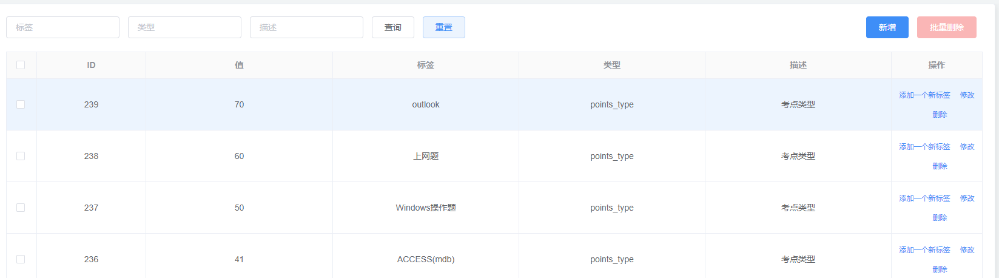 标签 类型 描述 查询 重置 新增 批量删除
ID 值 标签 类型 描述 操作
239 70 outlook points_type 考点类型 添加一个新标签 修改
删除
238 60 上网题 points_type 考点类型 添加一个新标签 修改
删除
237 50 Windows操作题 points_type 考点类型 添加一个新标签 修改
删除
236 41 ACCESS(mdb) points_type 考点类型 添加一个新标签 修改
删除